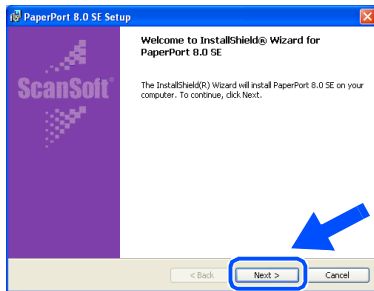 PaperPort 8.0 SE Setup
Welcome to InstallShield® Wizard for
PaperPort 8.0 SE
ScanSoft®
The InstallShield(R) Wizard will install PaperPort 8.0 SE on your
computer. To continue, click Next.
< Back
Next >
Cancel